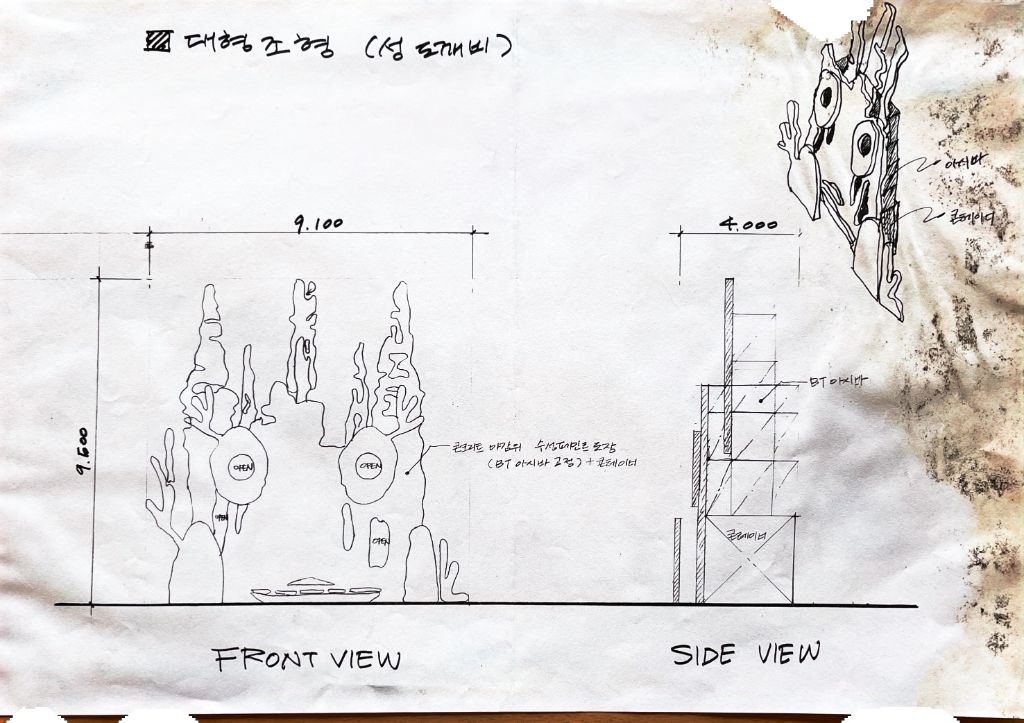 대형조형 (성 도깨비)
아시바
콘테이너
9.100
4.000
9.500
BT 아시바
콘테이너
콘크리트 마감위 수성페인트 도장
(BT 아시바 고정) + 콘테이너
OPEN
OPEN
OPEN
OPEN
FRONT VIEW
SIDE VIEW